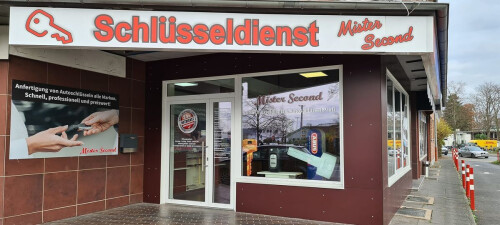 Schlüsseldienst
Mister
Second
Anfertigung von Autoschlüsseln aller Marken.
Schnell, professionell und preiswert!
Mister Second
Mister Second